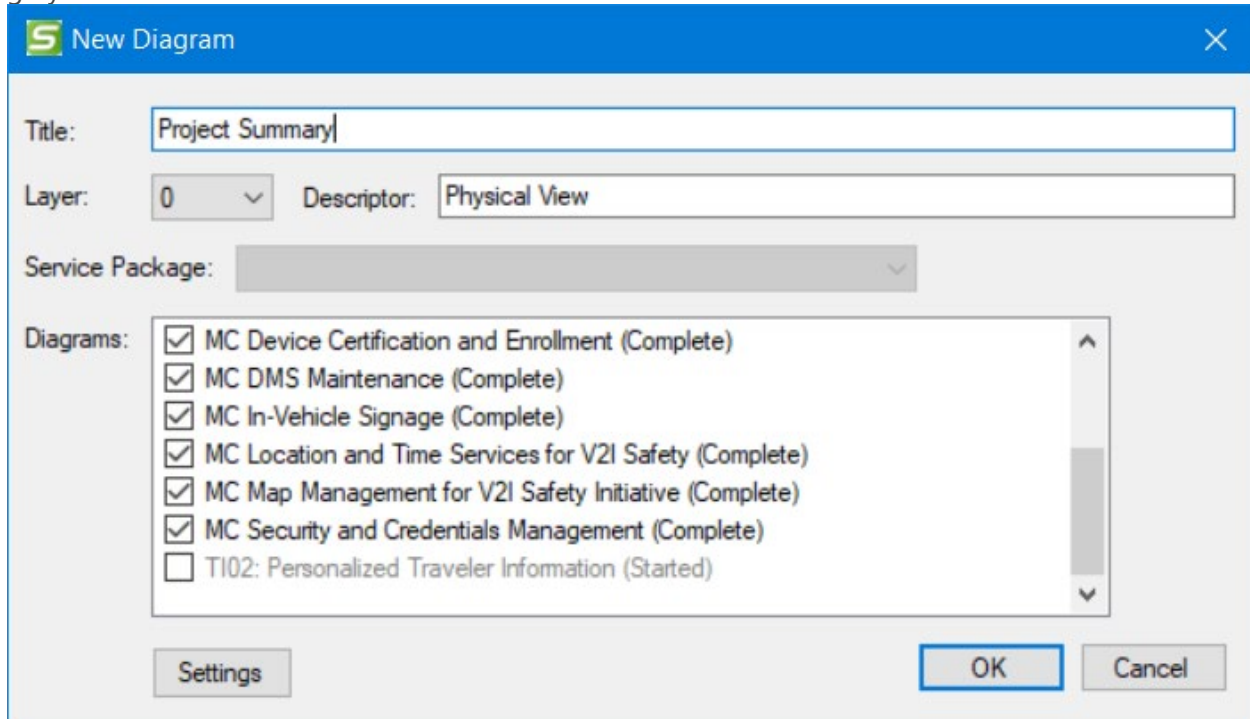 New Diagram
Title: Project Summary
Layer: 0 Descriptor: Physical View
Service Package:
Diagrams: MC Device Certification and Enrollment (Complete)
MC DMS Maintenance (Complete)
MC In-Vehicle Signage (Complete)
MC Location and Time Services for V2I Safety (Complete)
MC Map Management for V2I Safety Initiative (Complete)
MC Security and Credentials Management (Complete)
TI02: Personalized Traveler Information (Started)
Settings OK Cancel